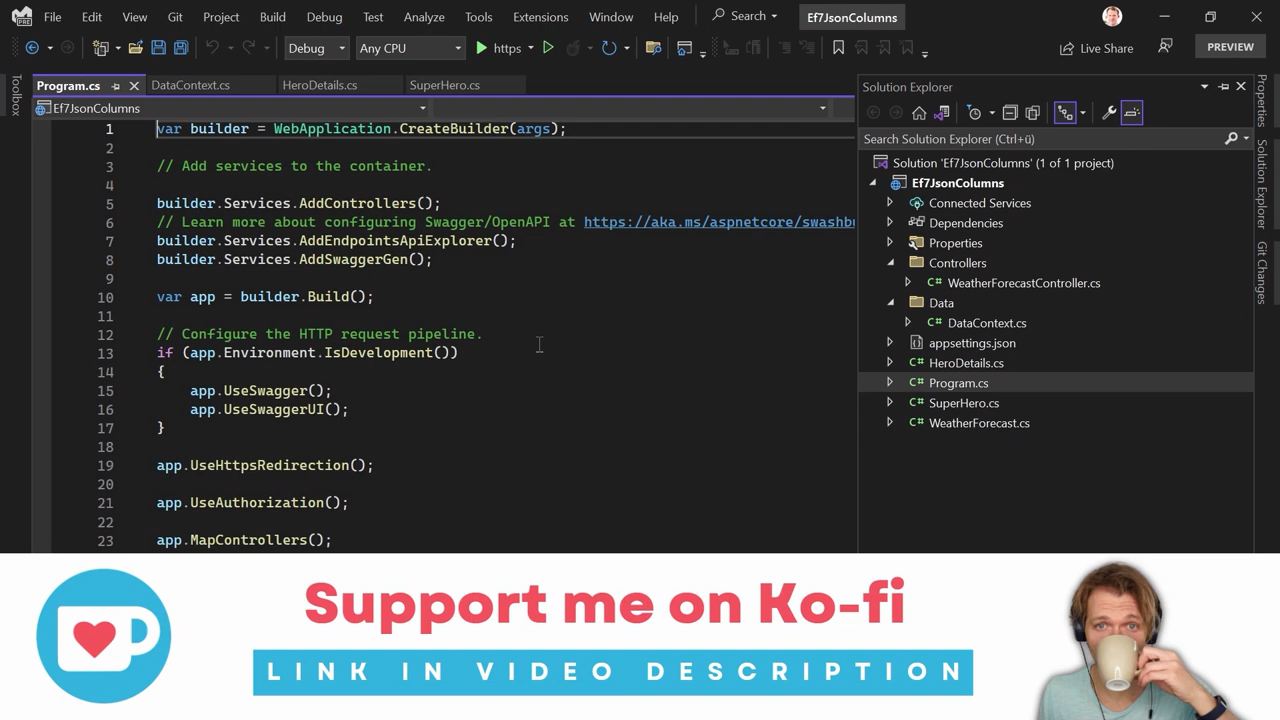 File Edit View Git Project Build Debug Test Analyze Tools Extensions Window Help Search Ef7JsonColumns
Debug Any CPU https Live Share PREVIEW
Toolbox
Program.cs DataContext.cs HeroDetails.cs SuperHero.cs
Ef7JsonColumns
1 var builder = WebApplication.CreateBuilder(args);
2
3 // Add services to the container.
4
5 builder.Services.AddControllers();
6 // Learn more about configuring Swagger/OpenAPI at https://aka.ms/aspnetcore/swashbu
7 builder.Services.AddEndpointsApiExplorer();
8 builder.Services.AddSwaggerGen();
9
10 var app = builder.Build();
11
12 // Configure the HTTP request pipeline.
13 if (app.Environment.IsDevelopment())
14 {
15 app.UseSwagger();
16 app.UseSwaggerUI();
17 }
18
19 app.UseHttpsRedirection();
20
21 app.UseAuthorization();
22
23 app.MapControllers();
Solution Explorer
Search Solution Explorer (Ctrl+ü)
Solution 'Ef7JsonColumns' (1 of 1 project)
Ef7JsonColumns
Connected Services
Dependencies
Properties
Controllers
C# WeatherForecastController.cs
Data
C# DataContext.cs
appsettings.json
C# HeroDetails.cs
C# Program.cs
C# SuperHero.cs
C# WeatherForecast.cs
Properties
Solution Explorer
Git Changes
Support me on Ko-fi
LINK IN VIDEO DESCRIPTION